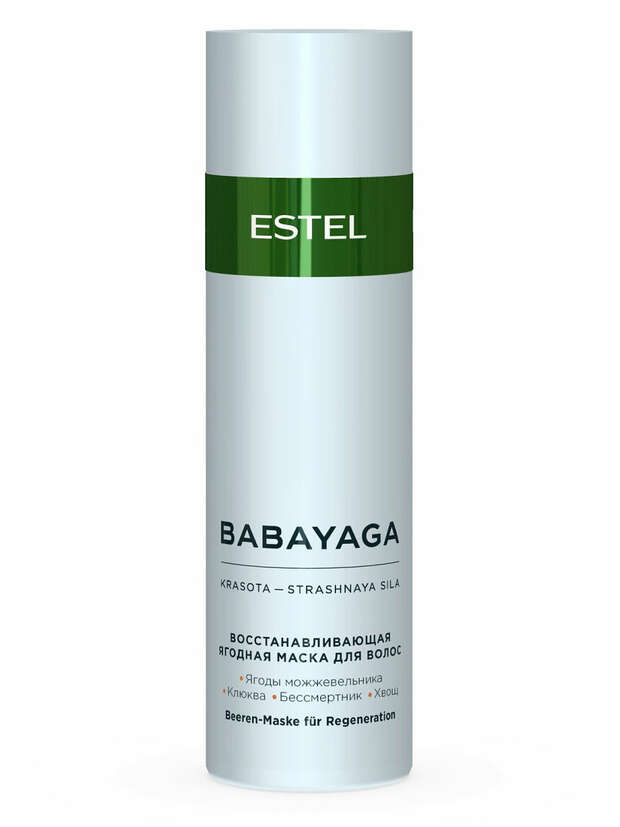 ESTEL
BABAYAGA
KRASOTA — STRASHNAYA SILA
ВОССТАНАВЛИВАЮЩАЯ
ЯГОДНАЯ МАСКА ДЛЯ ВОЛОС
•Ягоды можжевельника
•Клюква •Бессмертник •Хвощ
Beeren-Maske für Regeneration